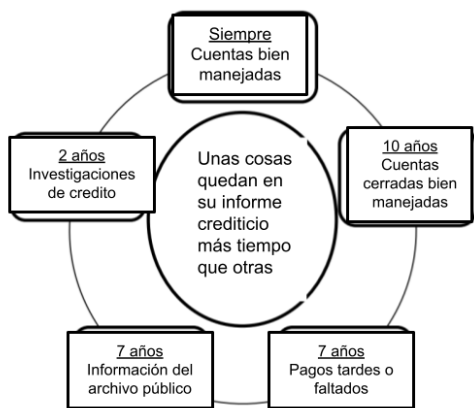 Siempre
Cuentas bien
manejadas
2 años
Investigaciones
de credito
10 años
Cuentas
cerradas bien
manejadas
Unas cosas
quedan en
su informe
crediticio
más tiempo
que otras
7 años
Información del
archivo público
7 años
Pagos tardes o
faltados